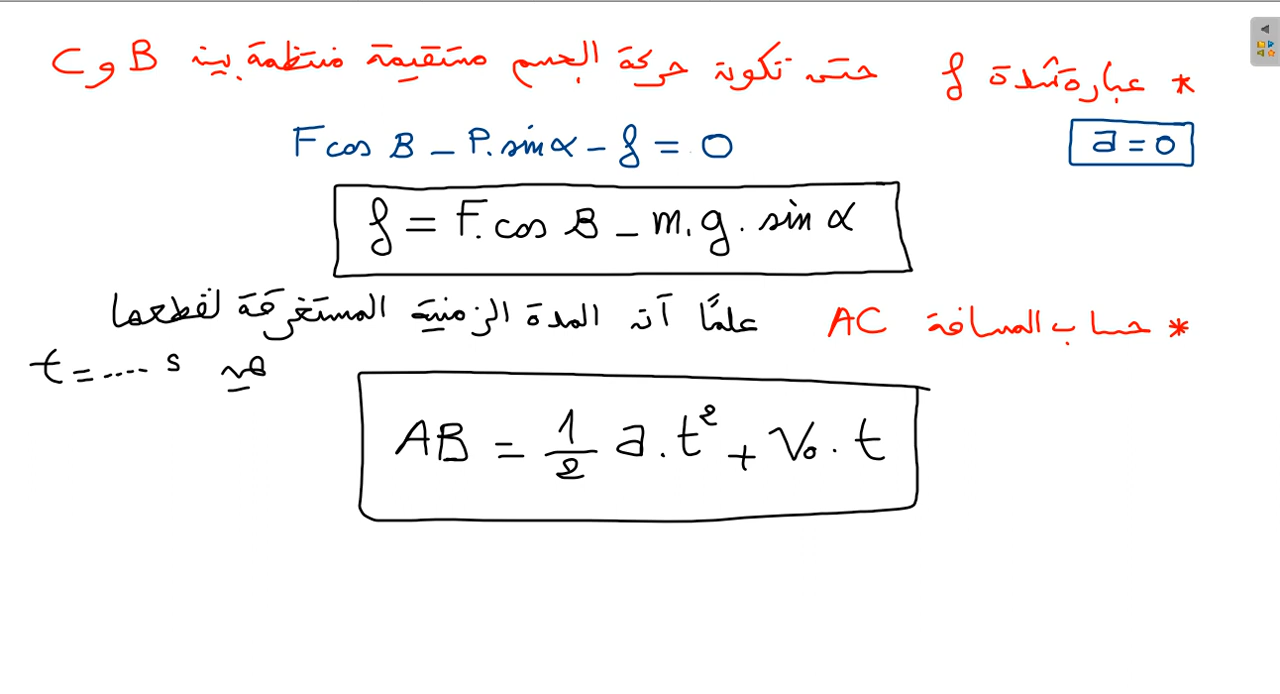 * عبارة شدة f حتى تكون حركة الجسم مستقيمة منتظمة بين B و C
a = 0
F cos B - P. sin α - f = 0
f = F. cos B - m. g. sin α
* حساب المسافة AC علمًا أن المدة الزمنية المستغرقة لقطعها
هي t = .... s
AB = 1/2 a. t² + V₀. t